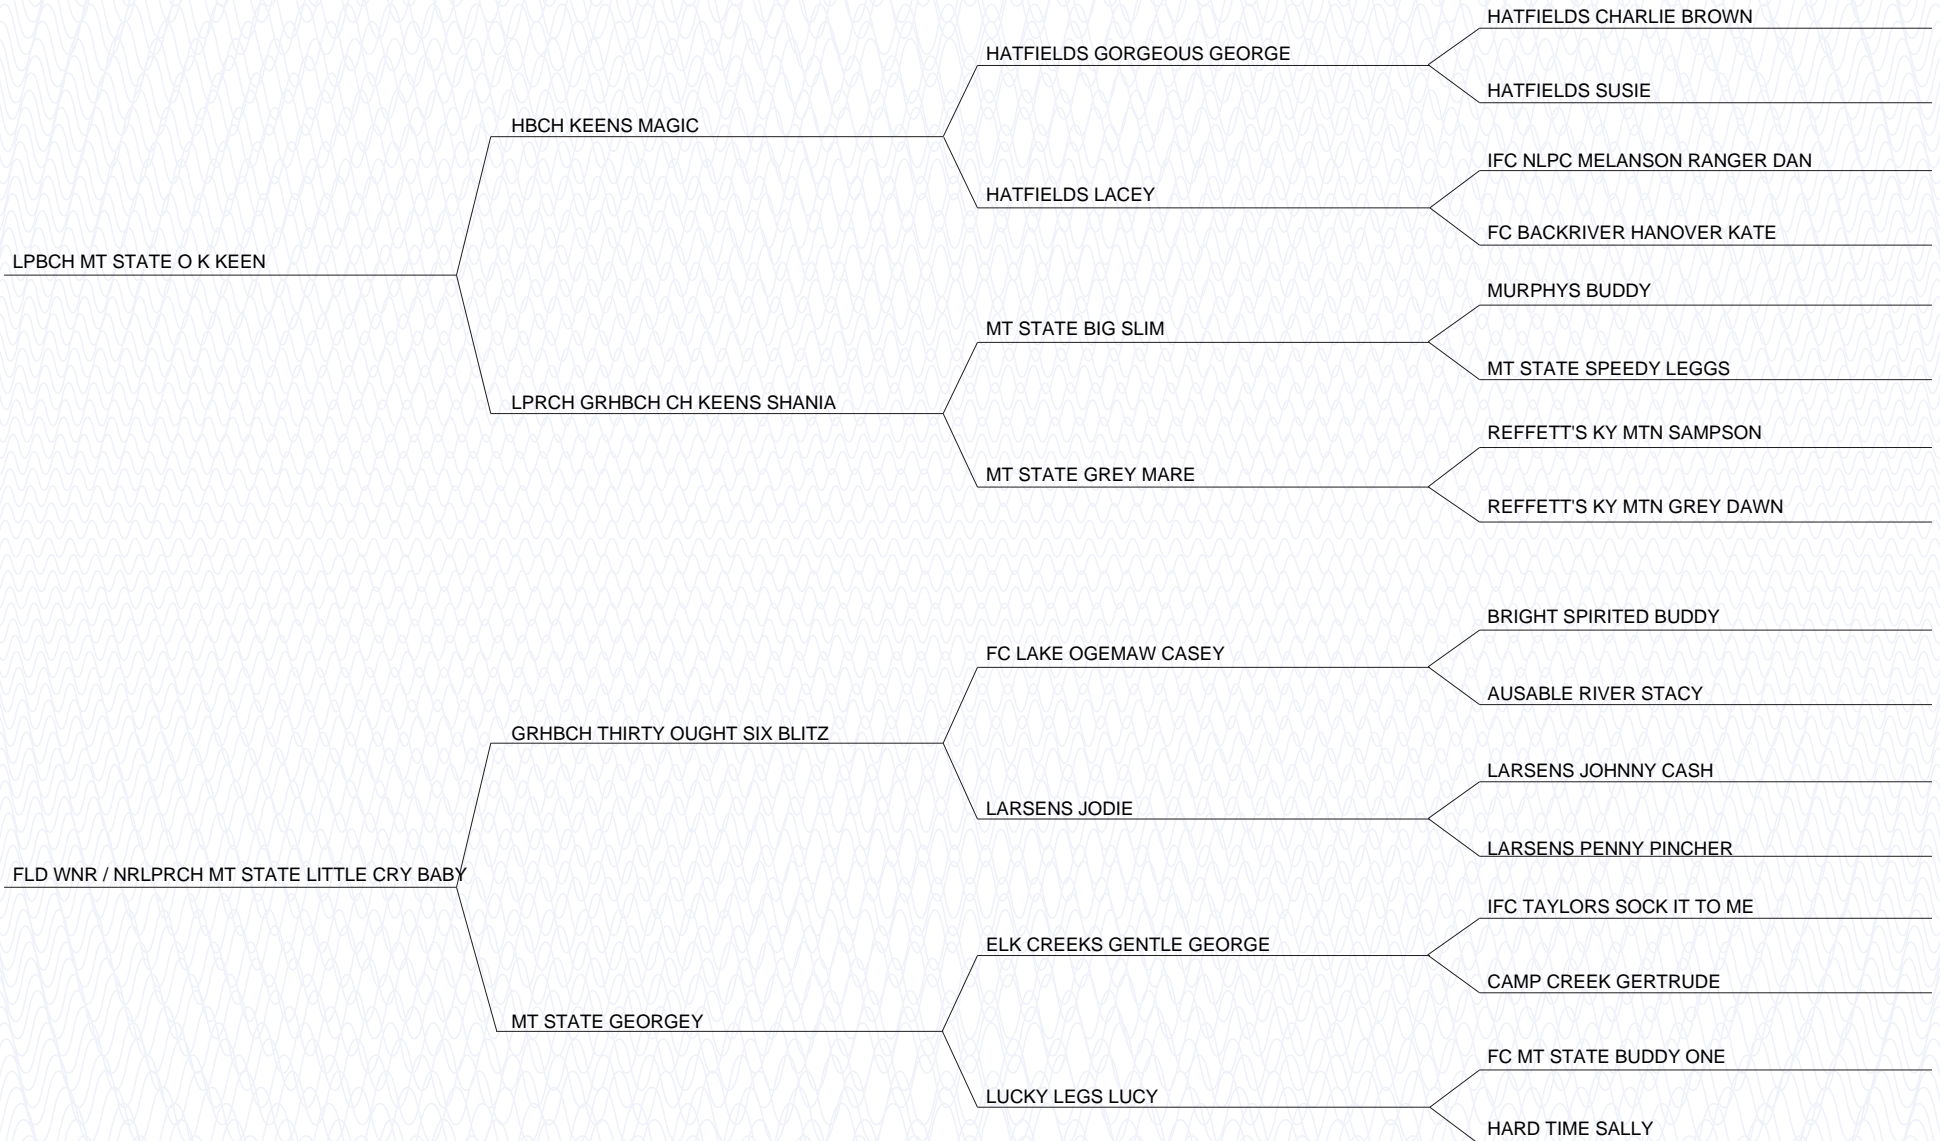 HATFIELDS CHARLIE BROWN
HATFIELDS GORGEOUS GEORGE
HATFIELDS SUSIE
HBCH KEENS MAGIC
IFC NLPC MELANSON RANGER DAN
HATFIELDS LACEY
FC BACKRIVER HANOVER KATE
LPBCH MT STATE O K KEEN
MURPHYS BUDDY
MT STATE BIG SLIM
MT STATE SPEEDY LEGGS
LPRCH GRHBCH CH KEENS SHANIA
REFFETT'S KY MTN SAMPSON
MT STATE GREY MARE
REFFETT'S KY MTN GREY DAWN
BRIGHT SPIRITED BUDDY
FC LAKE OGEMAW CASEY
AUSABLE RIVER STACY
GRHBCH THIRTY OUGHT SIX BLITZ
LARSENS JOHNNY CASH
LARSENS JODIE
LARSENS PENNY PINCHER
FLD WNR / NRLPRCH MT STATE LITTLE CRY BABY
IFC TAYLORS SOCK IT TO ME
ELK CREEKS GENTLE GEORGE
CAMP CREEK GERTRUDE
MT STATE GEORGEY
FC MT STATE BUDDY ONE
LUCKY LEGS LUCY
HARD TIME SALLY